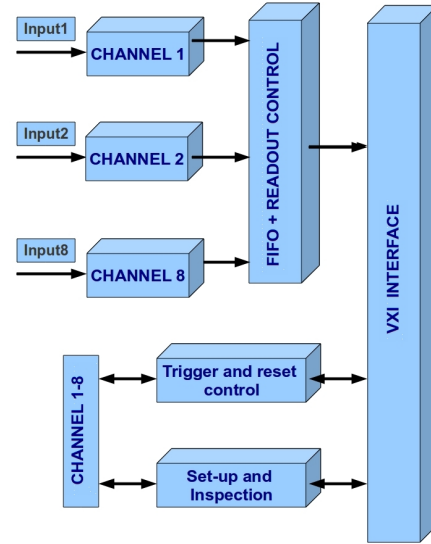 Input1
CHANNEL 1
Input2
CHANNEL 2
Input8
CHANNEL 8
FIFO + READOUT CONTROL
VXI INTERFACE
CHANNEL 1-8
Trigger and reset
control
Set-up and
Inspection